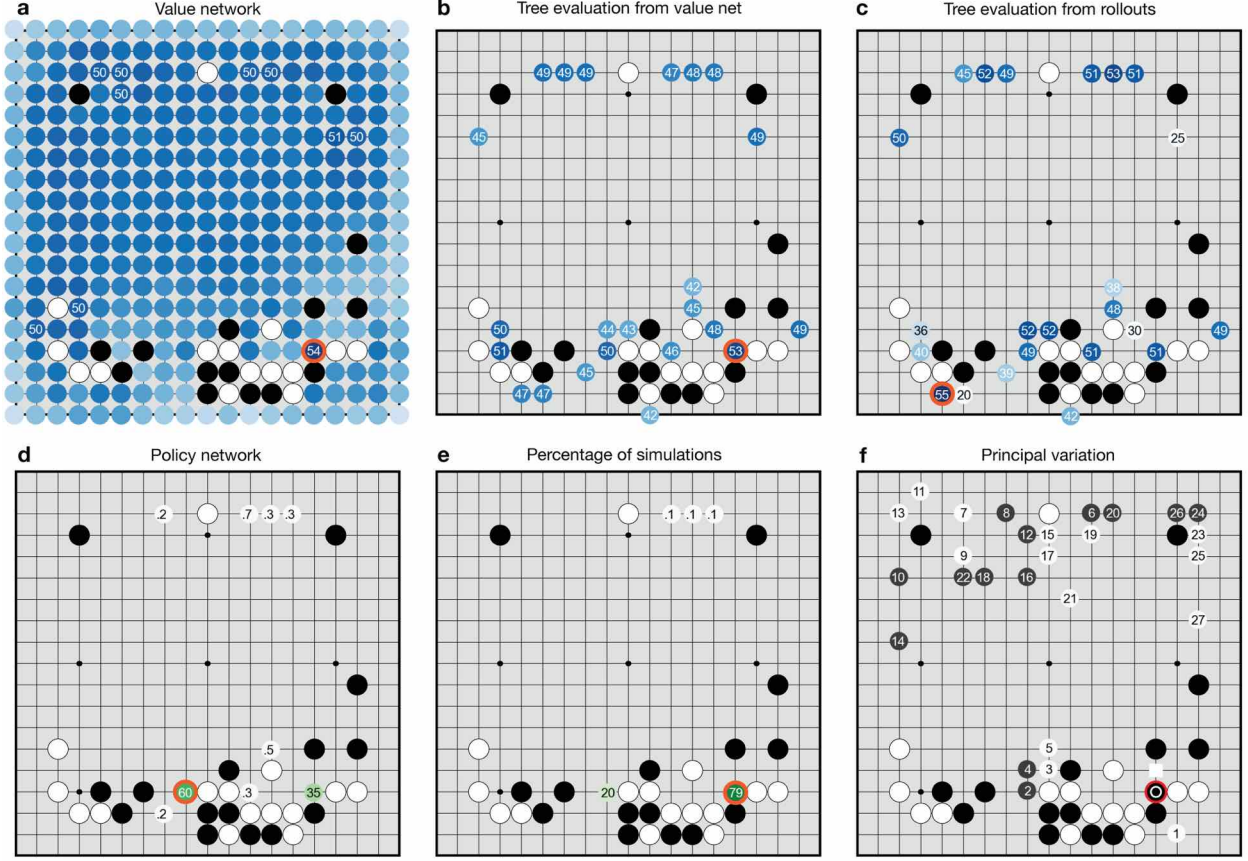 a Value network
50 50 50 50
50
51 50
50
50
54
b Tree evaluation from value net
49 49 49 47 48 48
45 49
42
45
50 44 43 48 49
51 50 46 53
45
47 47
42
c Tree evaluation from rollouts
45 52 49 51 53 51
50 25
38
48
36 52 52 30 49
40 49 51 51
39
55 20
42
d Policy network
.2 .7 .3 .3
.5
60 .3 35
.2
e Percentage of simulations
.1 .1 .1
20 79
f Principal variation
11
13 7 8 6 20 26 24
12 15 19 23
9 17 25
10 22 18 16
21
27
14
5
4 3
2
1